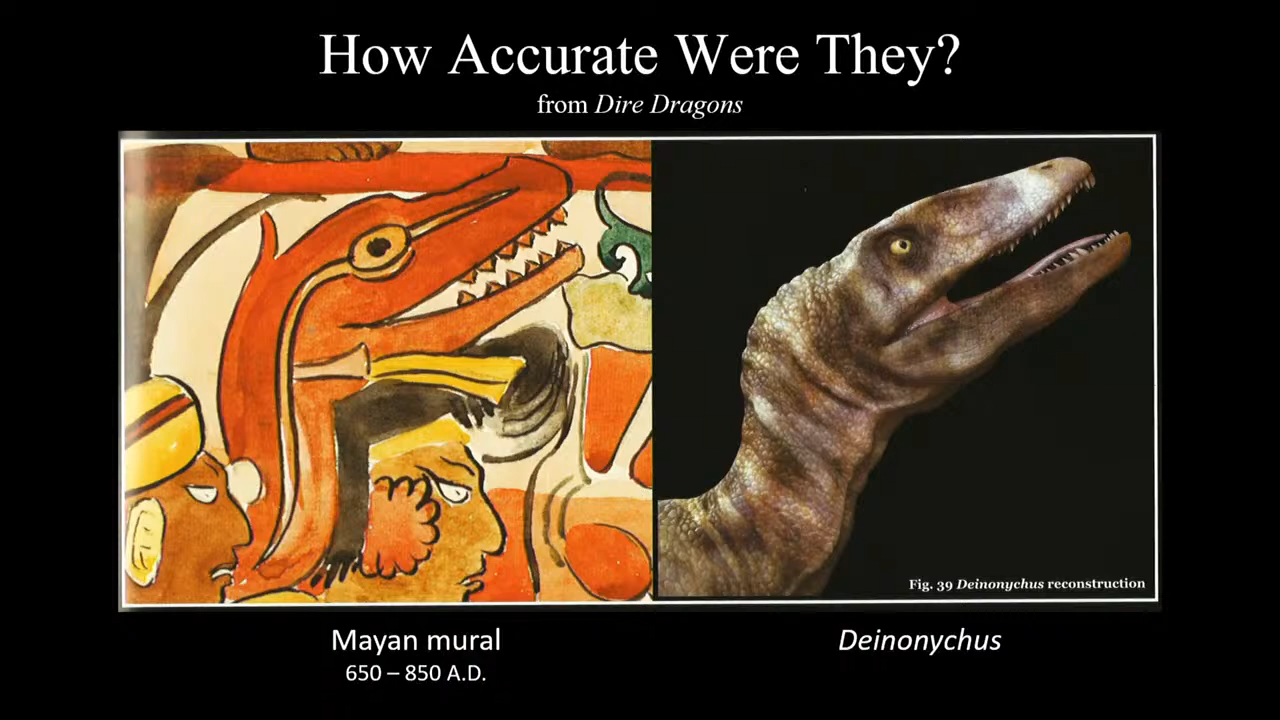 How Accurate Were They?
from Dire Dragons
Fig. 39 Deinonychus reconstruction
Mayan mural
650 – 850 A.D.
Deinonychus